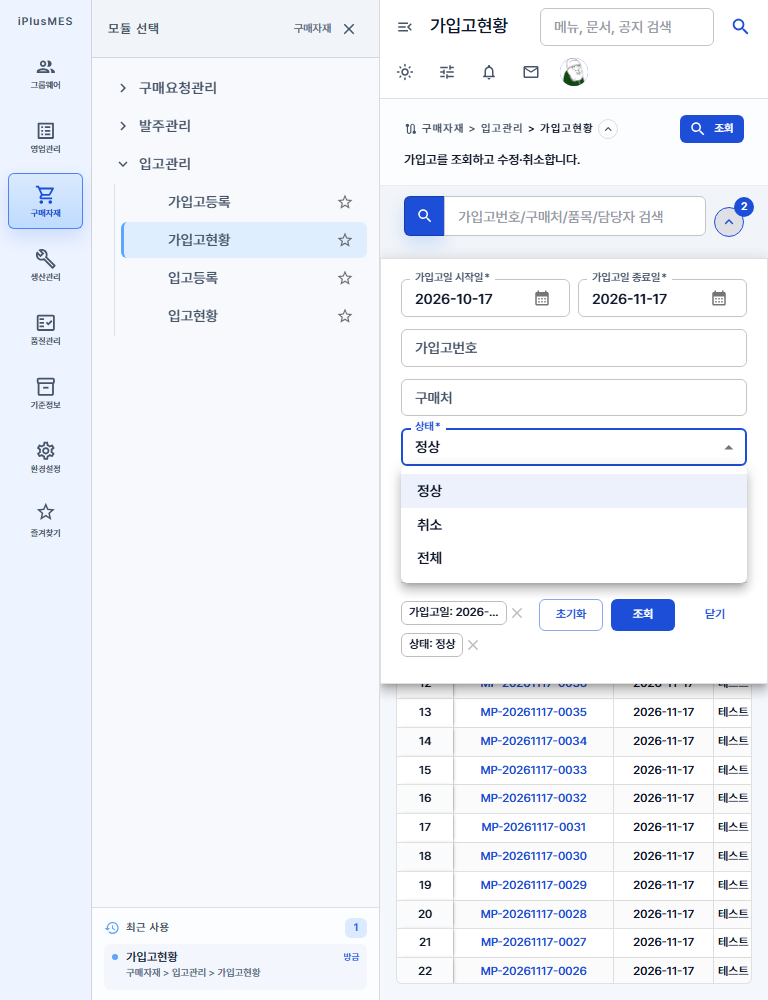 iPlusMES
그룹웨어
영업관리
구매자재
생산관리
품질관리
기준정보
환경설정
즐겨찾기
모듈 선택
구매자재
구매요청관리
발주관리
입고관리
가입고등록
가입고현황
입고등록
입고현황
최근 사용
1
가입고현황
방금
구매자재 > 입고관리 > 가입고현황
가입고현황
메뉴, 문서, 공지 검색
구매자재 > 입고관리 > 가입고현황
조회
가입고를 조회하고 수정·취소합니다.
가입고번호/구매처/품목/담당자 검색
2
가입고일 시작일*
2026-10-17
가입고일 종료일*
2026-11-17
가입고번호
구매처
상태*
정상
정상
취소
전체
가입고일: 2026-...
초기화
조회
닫기
상태: 정상
13 MP-20261117-0035 2026-11-17 테스트
14 MP-20261117-0034 2026-11-17 테스트
15 MP-20261117-0033 2026-11-17 테스트
16 MP-20261117-0032 2026-11-17 테스트
17 MP-20261117-0031 2026-11-17 테스트
18 MP-20261117-0030 2026-11-17 테스트
19 MP-20261117-0029 2026-11-17 테스트
20 MP-20261117-0028 2026-11-17 테스트
21 MP-20261117-0027 2026-11-17 테스트
22 MP-20261117-0026 2026-11-17 테스트